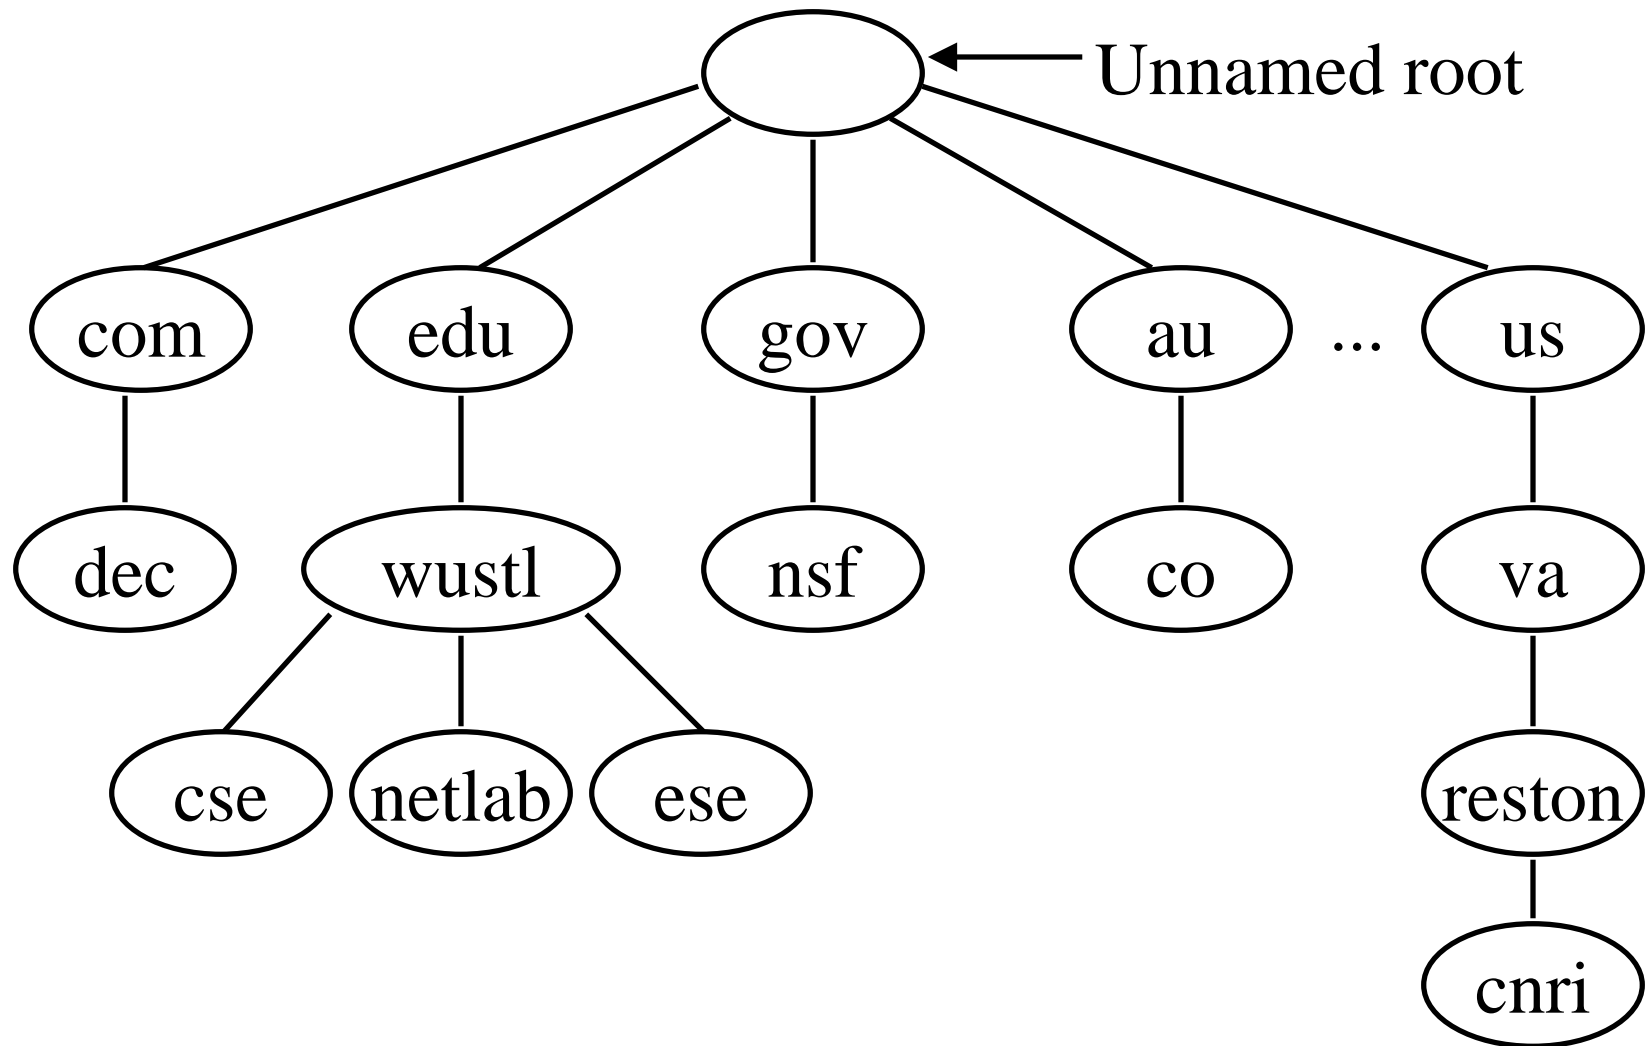 Unnamed root
com edu gov au ... us
dec wustl nsf co va
cse netlab ese reston
cnri